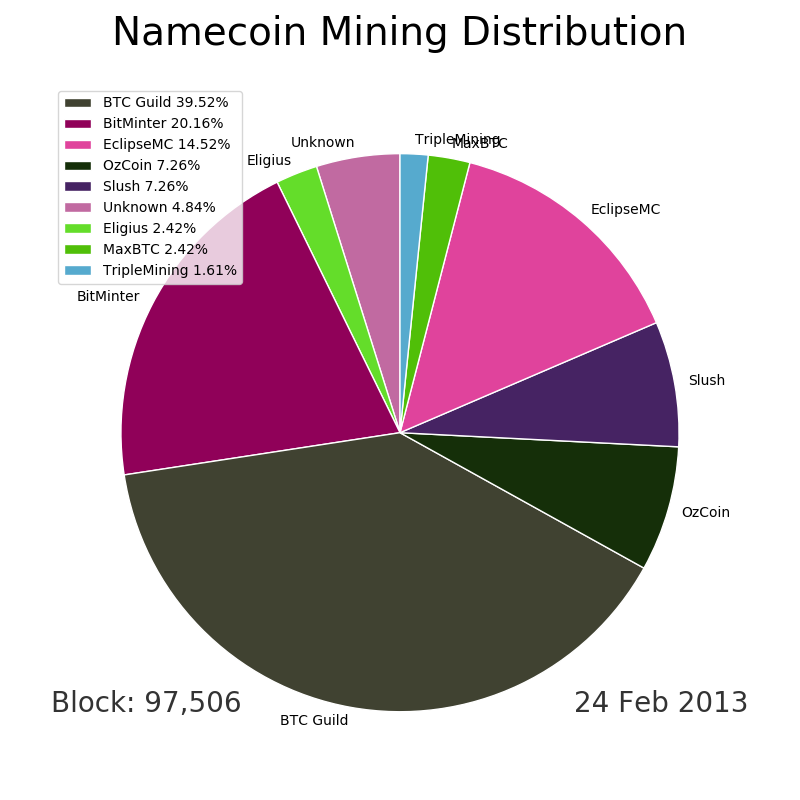 Namecoin Mining Distribution
BTC Guild 39.52%
BitMinter 20.16%
EclipseMC 14.52%
OzCoin 7.26%
Slush 7.26%
Unknown 4.84%
Eligius 2.42%
MaxBTC 2.42%
TripleMining 1.61%
TripleMining
MaxBTC
Unknown
Eligius
EclipseMC
BitMinter
Slush
OzCoin
BTC Guild
Block: 97,506
24 Feb 2013